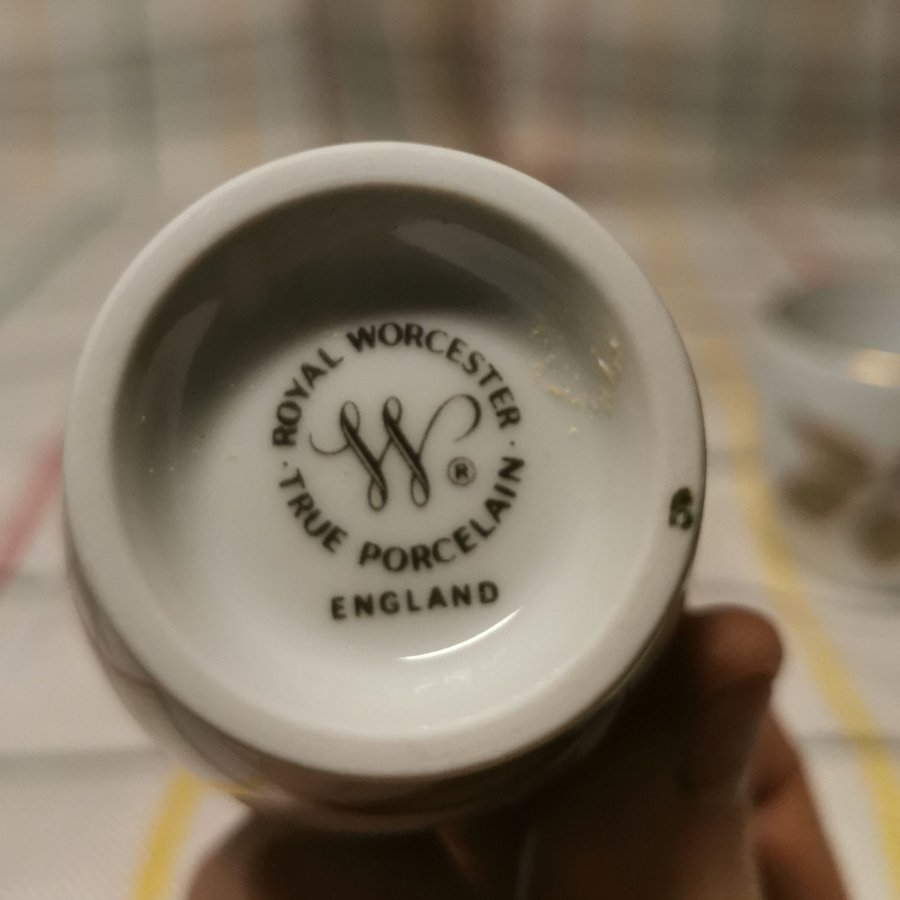 ROYAL WORCESTER
W ®
· TRUE PORCELAIN ·
ENGLAND